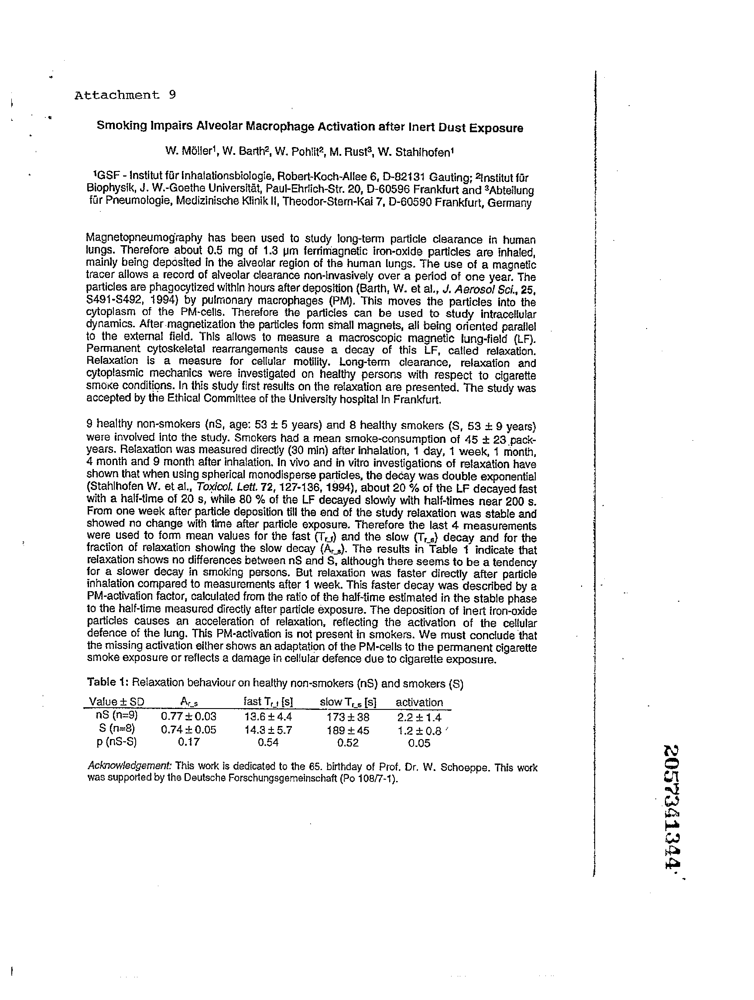 Attachment 9
Smoking Impairs Alveolar Macrophage Activation after Inert Dust Exposure
W. Möller¹, W. Barth², W. Pohlit², M. Rust³, W. Stahlhofen¹
¹GSF - Institut für Inhalationsbiologie, Robert-Koch-Allee 6, D-82131 Gauting; ²Institut für
Biophysik, J. W.-Goethe Universität, Paul-Ehrlich-Str. 20, D-60596 Frankfurt and ³Abteilung
für Pneumologie, Medizinische Klinik II, Theodor-Stern-Kai 7, D-60590 Frankfurt, Germany
Magnetopneumography has been used to study long-term particle clearance in human
lungs. Therefore about 0.5 mg of 1.3 µm ferrimagnetic iron-oxide particles are inhaled,
mainly being deposited in the alveolar region of the human lungs. The use of a magnetic
tracer allows a record of alveolar clearance non-invasively over a period of one year. The
particles are phagocytized within hours after deposition (Barth, W. et al., J. Aerosol Sci., 25,
S491-S492, 1994) by pulmonary macrophages (PM). This moves the particles into the
cytoplasm of the PM-cells. Therefore the particles can be used to study intracellular
dynamics. After magnetization the particles form small magnets, all being oriented parallel
to the external field. This allows to measure a macroscopic magnetic lung-field (LF).
Permanent cytoskeletal rearrangements cause a decay of this LF, called relaxation.
Relaxation is a measure for cellular motility. Long-term clearance, relaxation and
cytoplasmic mechanics were investigated on healthy persons with respect to cigarette
smoke conditions. In this study first results on the relaxation are presented. The study was
accepted by the Ethical Committee of the University hospital in Frankfurt.
9 healthy non-smokers (nS, age: 53 ± 5 years) and 8 healthy smokers (S, 53 ± 9 years)
were involved into the study. Smokers had a mean smoke-consumption of 45 ± 23 pack-
years. Relaxation was measured directly (30 min) after inhalation, 1 day, 1 week, 1 month,
4 month and 9 month after inhalation. In vivo and in vitro investigations of relaxation have
shown that when using spherical monodisperse particles, the decay was double exponential
(Stahlhofen W. et al., Toxicol. Lett. 72, 127-136, 1994), about 20 % of the LF decayed fast
with a half-time of 20 s, while 80 % of the LF decayed slowly with half-times near 200 s.
From one week after particle deposition till the end of the study relaxation was stable and
showed no change with time after particle exposure. Therefore the last 4 measurements
were used to form mean values for the fast (Tr_f) and the slow (Tr_s) decay and for the
fraction of relaxation showing the slow decay (Ar_s). The results in Table 1 indicate that
relaxation shows no differences between nS and S, although there seems to be a tendency
for a slower decay in smoking persons. But relaxation was faster directly after particle
inhalation compared to measurements after 1 week. This faster decay was described by a
PM-activation factor, calculated from the ratio of the half-time estimated in the stable phase
to the half-time measured directly after particle exposure. The deposition of inert iron-oxide
particles causes an acceleration of relaxation, reflecting the activation of the cellular
defence of the lung. This PM-activation is not present in smokers. We must conclude that
the missing activation either shows an adaptation of the PM-cells to the permanent cigarette
smoke exposure or reflects a damage in cellular defence due to cigarette exposure.
Table 1: Relaxation behaviour on healthy non-smokers (nS) and smokers (S)
Value ± SD Ar_s fast Tr_f [s] slow Tr_s [s] activation
nS (n=9) 0.77 ± 0.03 13.6 ± 4.4 173 ± 38 2.2 ± 1.4
S (n=8) 0.74 ± 0.05 14.3 ± 5.7 189 ± 45 1.2 ± 0.8
p (nS-S) 0.17 0.54 0.52 0.05
Acknowledgement: This work is dedicated to the 65. birthday of Prof. Dr. W. Schoeppe. This work
was supported by the Deutsche Forschungsgemeinschaft (Po 108/7-1).
2057341344